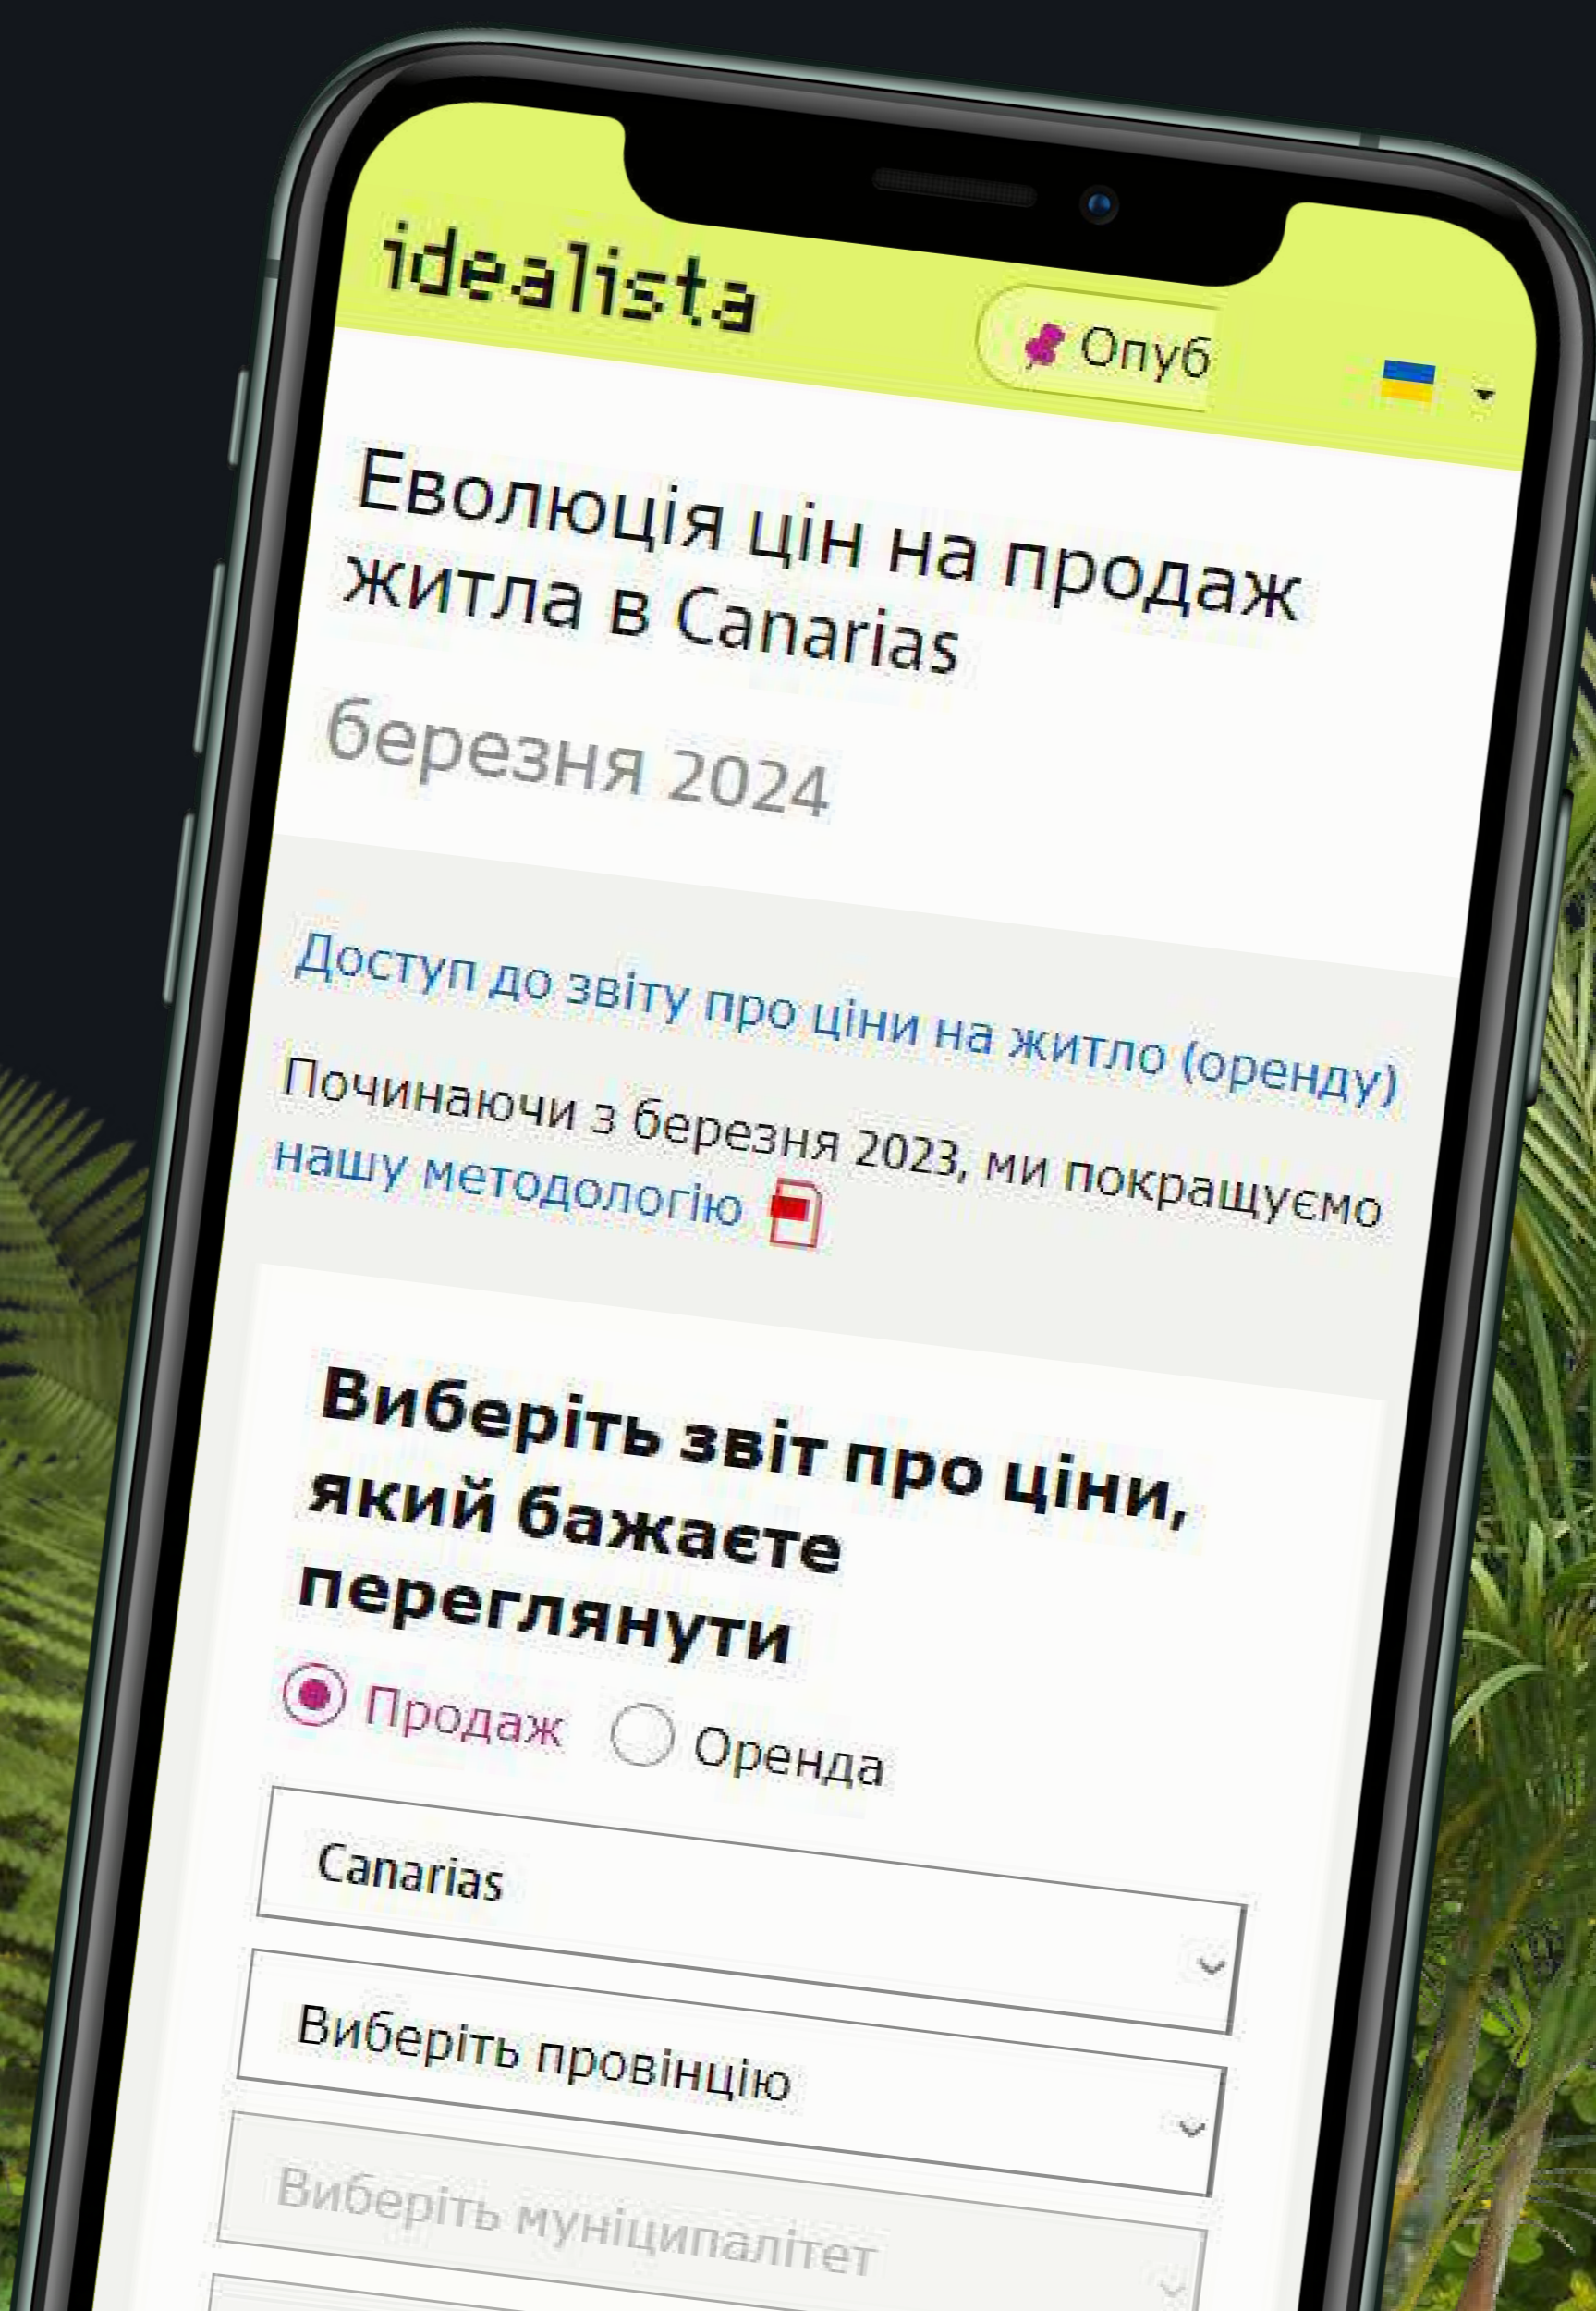 idealista
Опуб
Еволюція цін на продаж
житла в Canarias
березня 2024
Доступ до звіту про ціни на житло (оренду)
Починаючи з березня 2023, ми покращуємо
нашу методологію
Виберіть звіт про ціни,
який бажаєте
переглянути
Продаж Оренда
Canarias
Виберіть провінцію
Виберіть муніципалітет